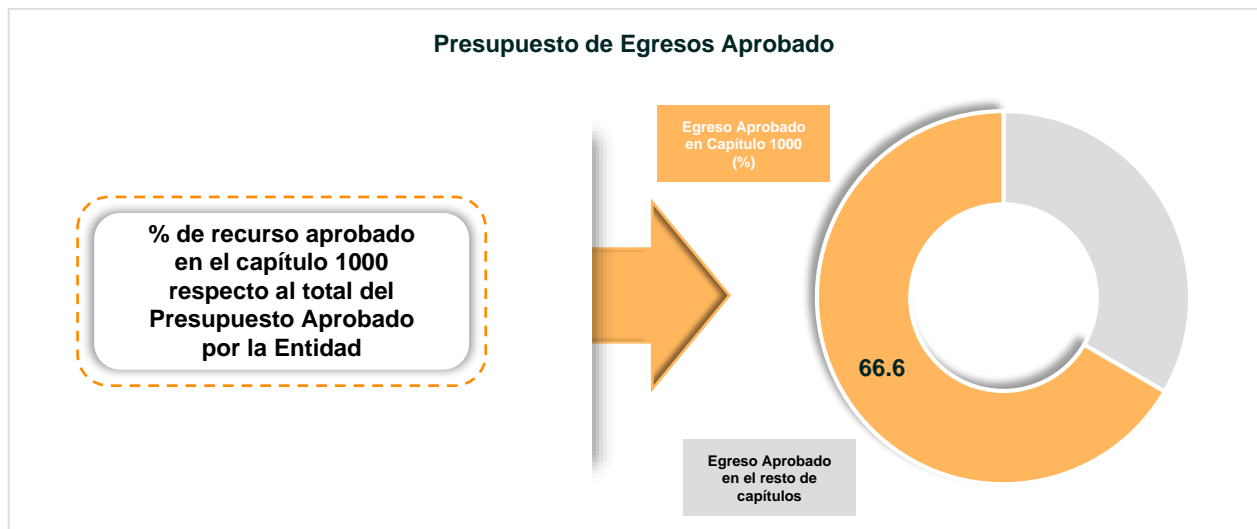 Presupuesto de Egresos Aprobado
% de recurso aprobado
en el capítulo 1000
respecto al total del
Presupuesto Aprobado
por la Entidad
Egreso Aprobado
en Capítulo 1000
(%)
66.6
Egreso Aprobado
en el resto de
capítulos